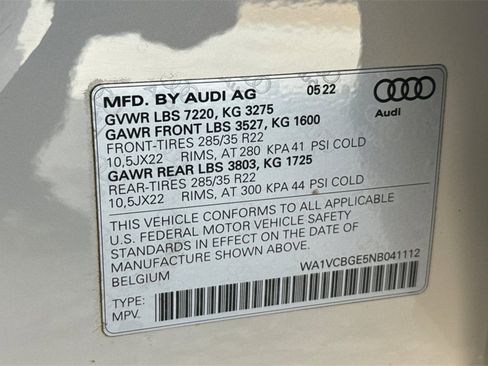 MFD. BY AUDI AG 05.22
GVWR LBS 7220, KG 3275
GAWR FRONT LBS 3527, KG 1600
FRONT-TIRES 285/35 R22
10,5JX22 RIMS, AT 280 KPA 41 PSI COLD
GAWR REAR LBS 3803, KG 1725
REAR-TIRES 285/35 R22
10,5JX22 RIMS, AT 300 KPA 44 PSI COLD
Audi
THIS VEHICLE CONFORMS TO ALL APPLICABLE
U.S. FEDERAL MOTOR VEHICLE SAFETY
STANDARDS IN EFFECT ON THE DATE OF
MANUFACTURE SHOWN ABOVE.
BELGIUM
WA1VCBGE5NB041112
TYPE:
MPV